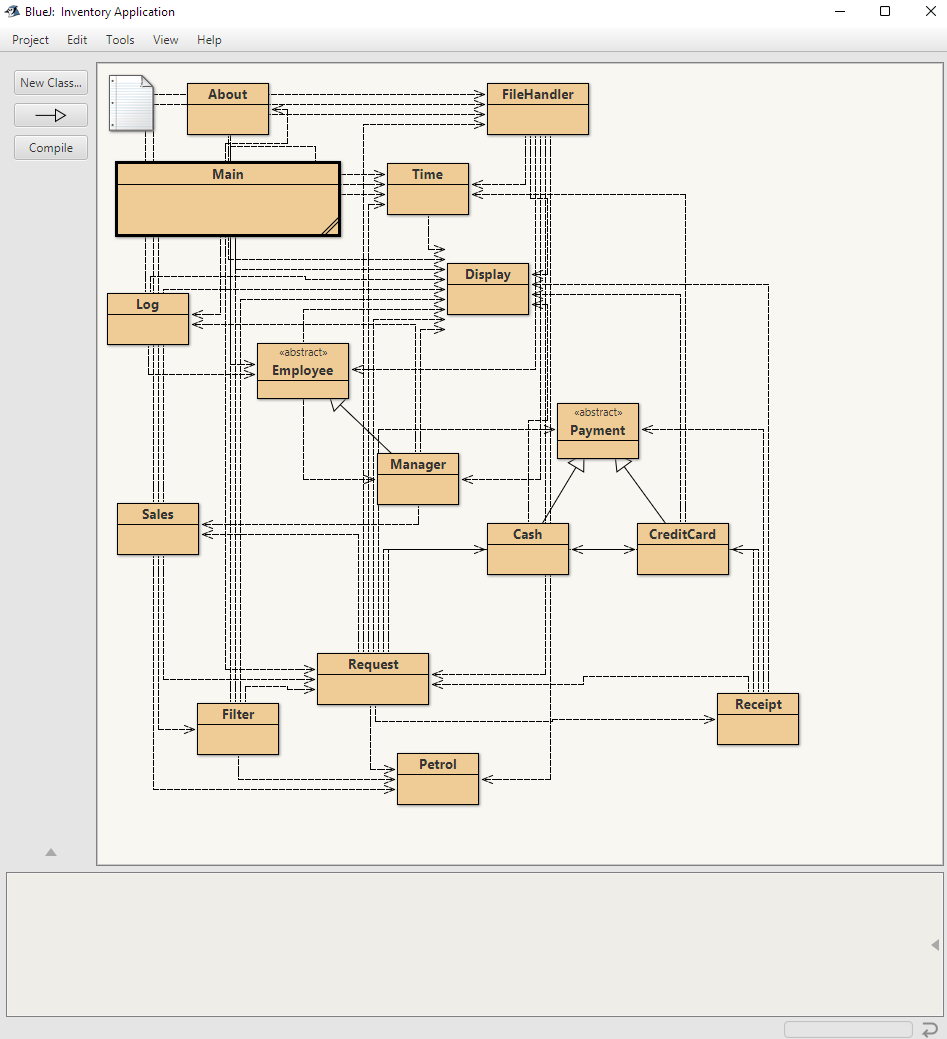 BlueJ: Inventory Application
Project Edit Tools View Help
New Class...
Compile
About
FileHandler
Main
Time
Display
Log
«abstract»
Employee
«abstract»
Payment
Manager
Sales
Cash
CreditCard
Request
Receipt
Filter
Petrol